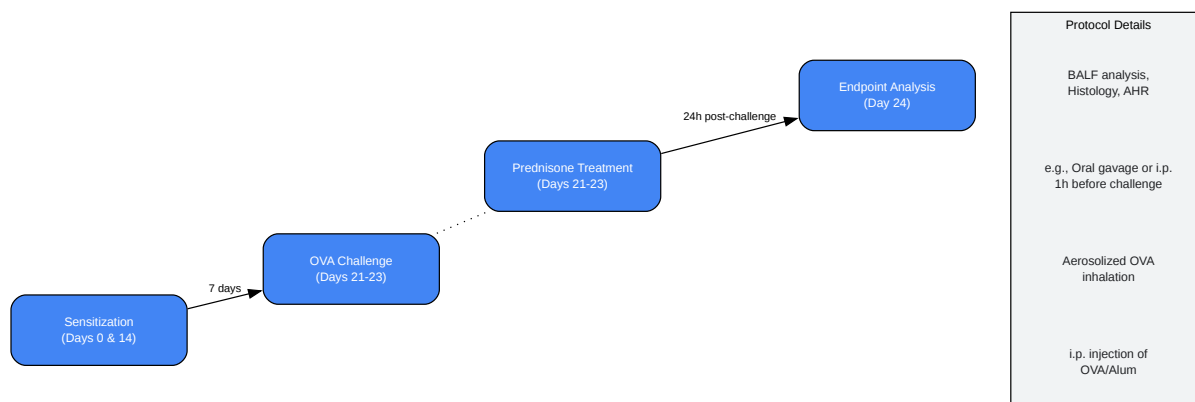 Protocol Details
BALF analysis,
Histology, AHR
Endpoint Analysis
(Day 24)
24h post-challenge
Prednisone Treatment
(Days 21-23)
e.g., Oral gavage or i.p.
1h before challenge
OVA Challenge
(Days 21-23)
Aerosolized OVA
inhalation
7 days
Sensitization
(Days 0 & 14)
i.p. injection of
OVA/Alum